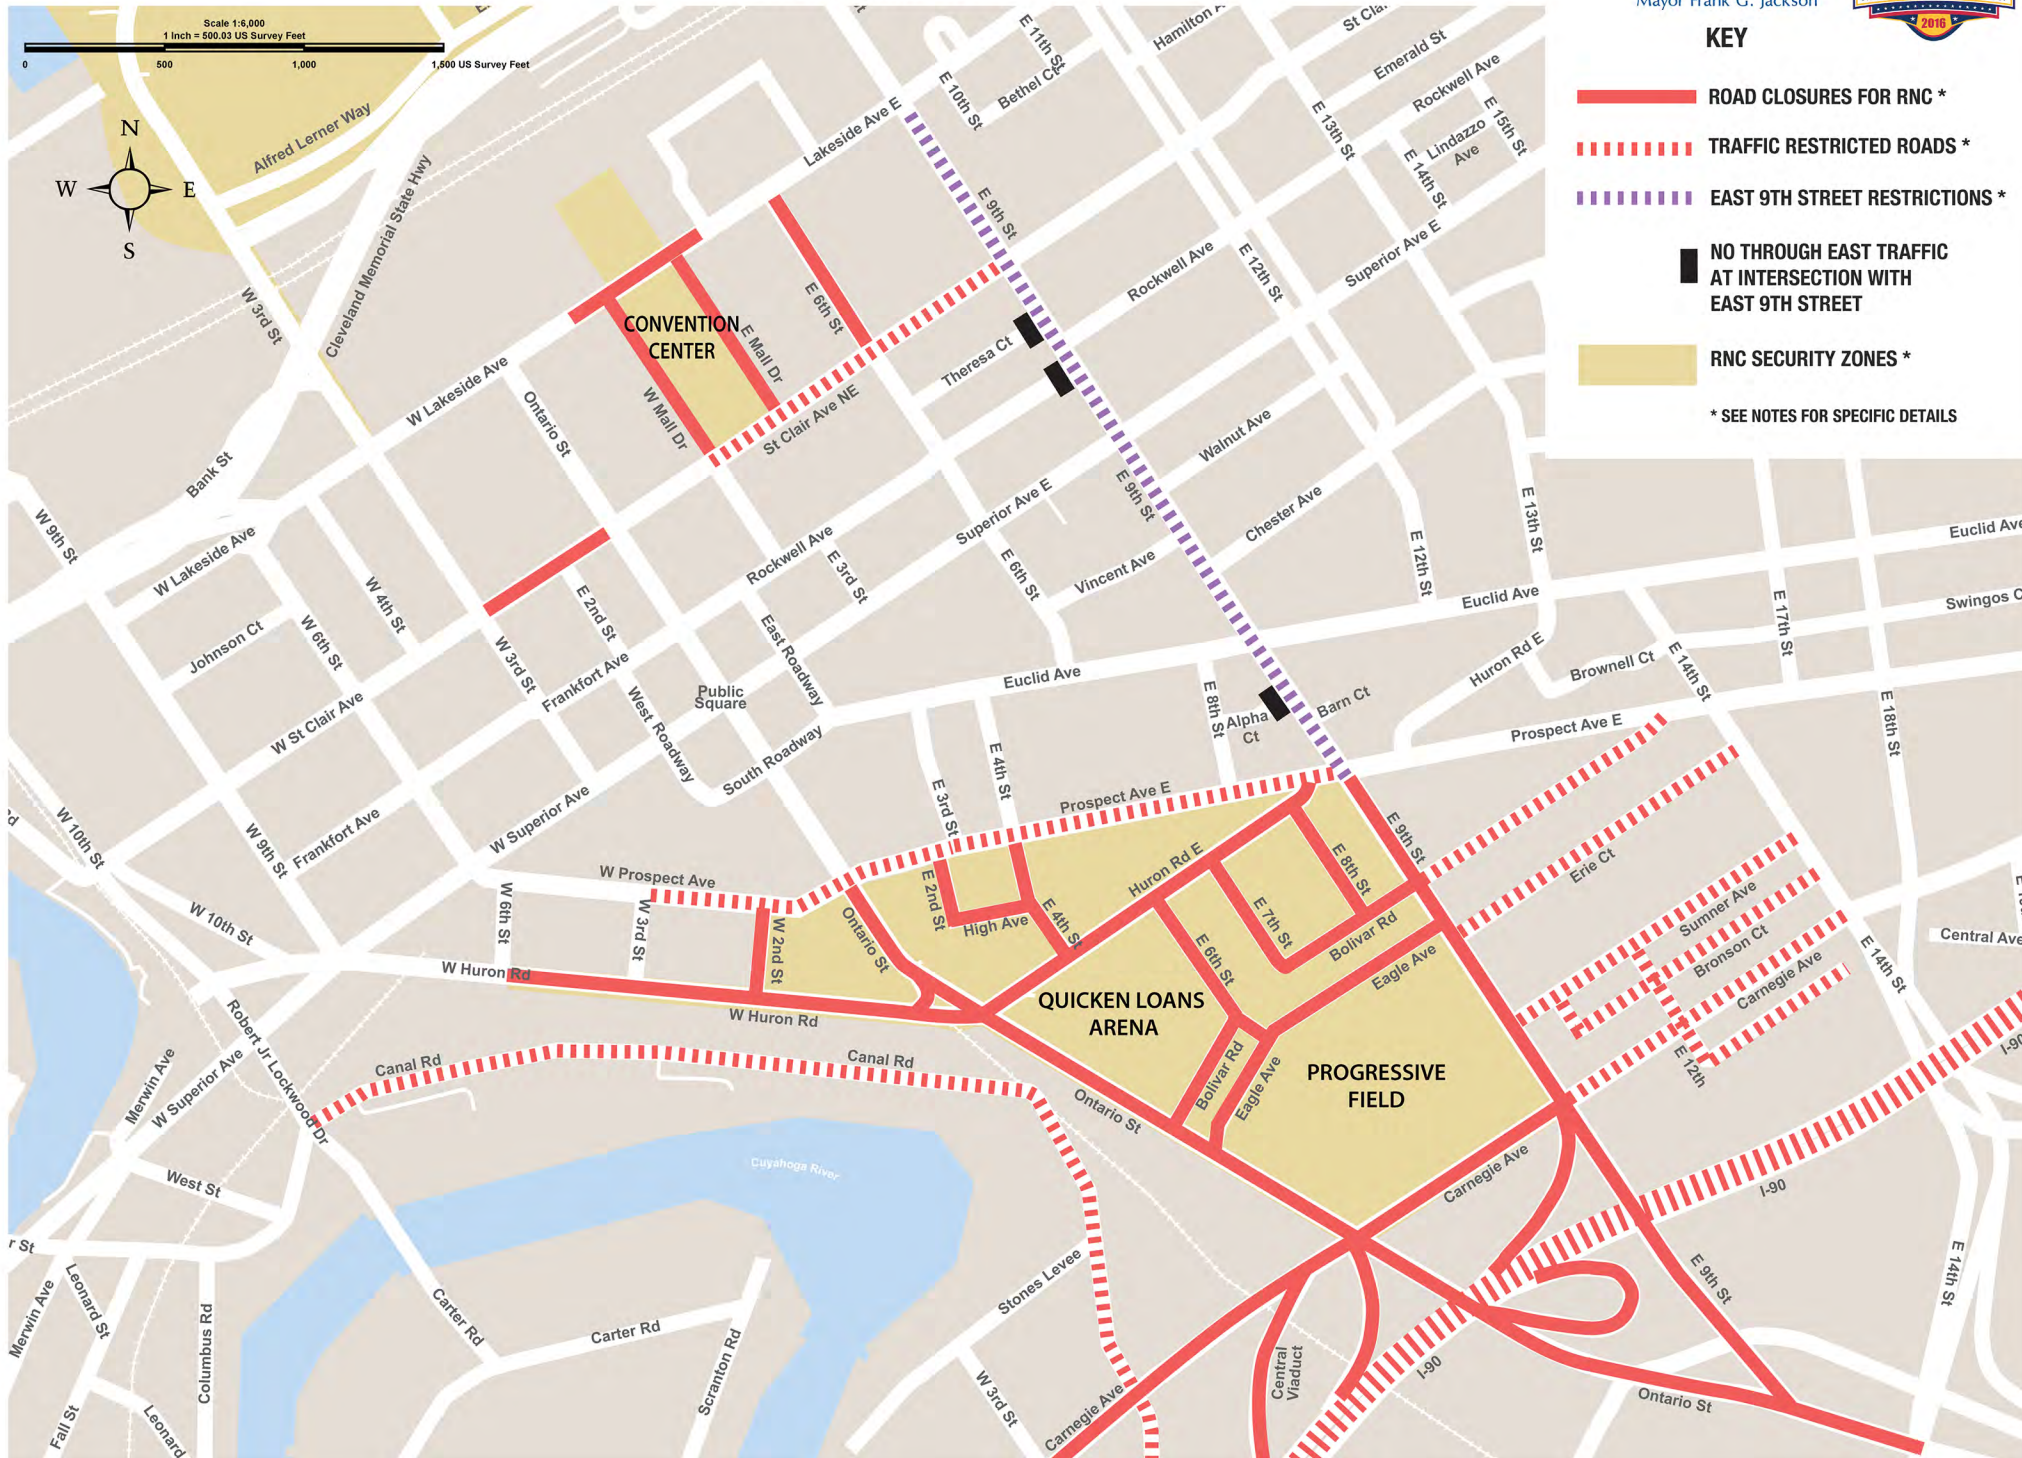 Scale 1:6,000
1 Inch = 500.03 US Survey Feet
0 500 1,000 1,500 US Survey Feet
N
W E
S
Mayor Frank G. Jackson
2016
KEY
ROAD CLOSURES FOR RNC *
TRAFFIC RESTRICTED ROADS *
EAST 9TH STREET RESTRICTIONS *
NO THROUGH EAST TRAFFIC
AT INTERSECTION WITH
EAST 9TH STREET
RNC SECURITY ZONES *
* SEE NOTES FOR SPECIFIC DETAILS
Alfred Lerner Way
Cleveland Memorial State Hwy
W 3rd St
Lakeside Ave E
E 10th St
E 11th St
Bethel Ct
Hamilton A
St Cla
Emerald St
Rockwell Ave
E 13th St
E 15th St
Lindazzo
Ave
E 14th St
E 9th St
E 12th St
Rockwell Ave
Superior Ave E
CONVENTION
CENTER
E Mall Dr
W Mall Dr
E 6th St
St Clair Ave NE
Theresa Ct
W Lakeside Ave
Ontario St
Bank St
W 9th St
W Lakeside Ave
W 4th St
Johnson Ct
W 6th St
W St Clair Ave
W 3rd St
E 2nd St
Frankfort Ave
West Roadway
Public
Square
East Roadway
South Roadway
Rockwell Ave
E 3rd St
Superior Ave E
E 6th St
Vincent Ave
E 9th St
Walnut Ave
Chester Ave
E 12th St
E 13th St
Euclid Ave
Euclid Ave
Euclid Ave
Swingos C
E 17th St
E 18th St
E 14th St
Brownell Ct
Huron Rd E
Prospect Ave E
E 8th St
Alpha
Ct
Barn Ct
E 4th St
E 3rd St
Prospect Ave E
W Superior Ave
Frankfort Ave
W 9th St
W 10th St
Rd
W 10th St
W Prospect Ave
W 6th St
W 3rd St
W 2nd St
W Huron Rd
W Huron Rd
Ontario St
E 2nd St
High Ave
E 4th St
Huron Rd E
E 8th St
E 7th St
E 6th St
Bolivar Rd
Eagle Ave
E 9th St
Erie Ct
Sumner Ave
Bronson Ct
Carnegie Ave
E 12th
E 14th St
Central Ave
QUICKEN LOANS
ARENA
PROGRESSIVE
FIELD
Bolivar Rd
Eagle Ave
Ontario St
Carnegie Ave
I-90
I-90
I-90
Canal Rd
Canal Rd
Robert Jr Lockwood Dr
Merwin Ave
W Superior Ave
West St
r St
Merwin Ave
Leonard St
Columbus Rd
Fall St
Leonard
Carter Rd
Carter Rd
Scranton Rd
Cuyahoga River
Stones Levee
W 3rd St
Carnegie Ave
Central
Viaduct
E 9th St
Ontario St
E 14th St